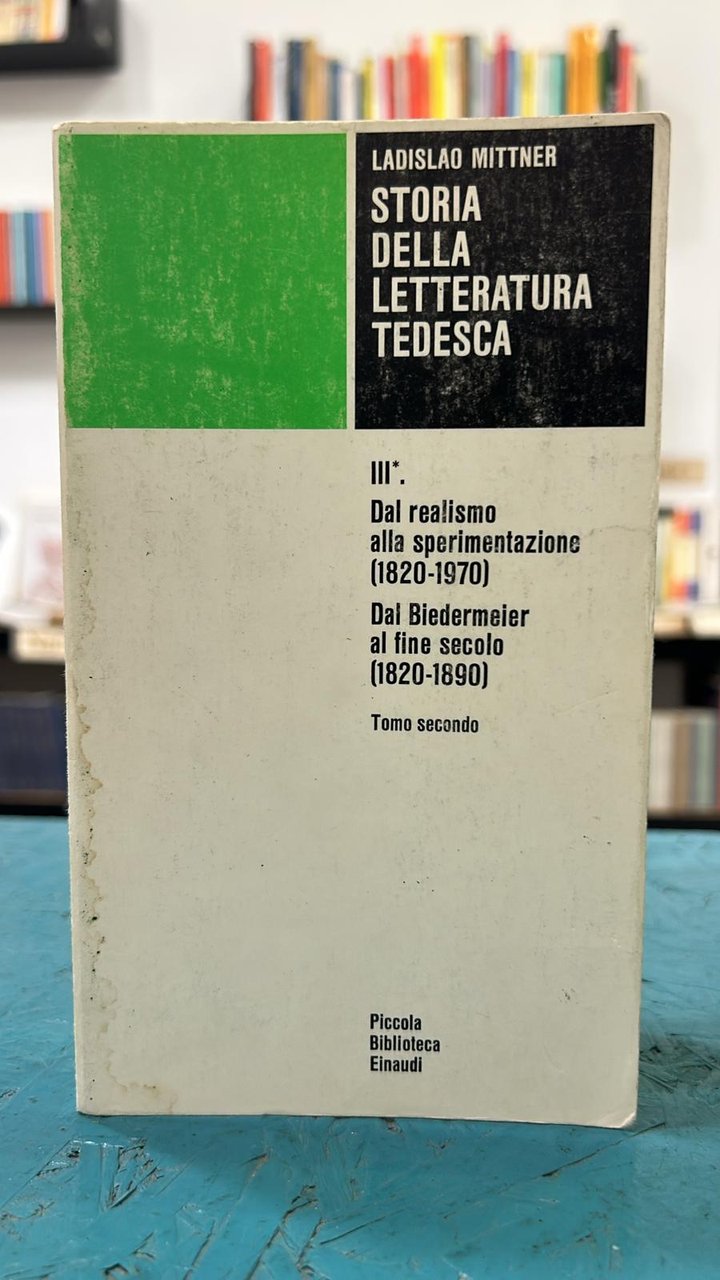 LADISLAO MITTNER
STORIA
DELLA
LETTERATURA
TEDESCA
III*.
Dal realismo
alla sperimentazione
(1820-1970)
Dal Biedermeier
al fine secolo
(1820-1890)
Tomo secondo
Piccola
Biblioteca
Einaudi